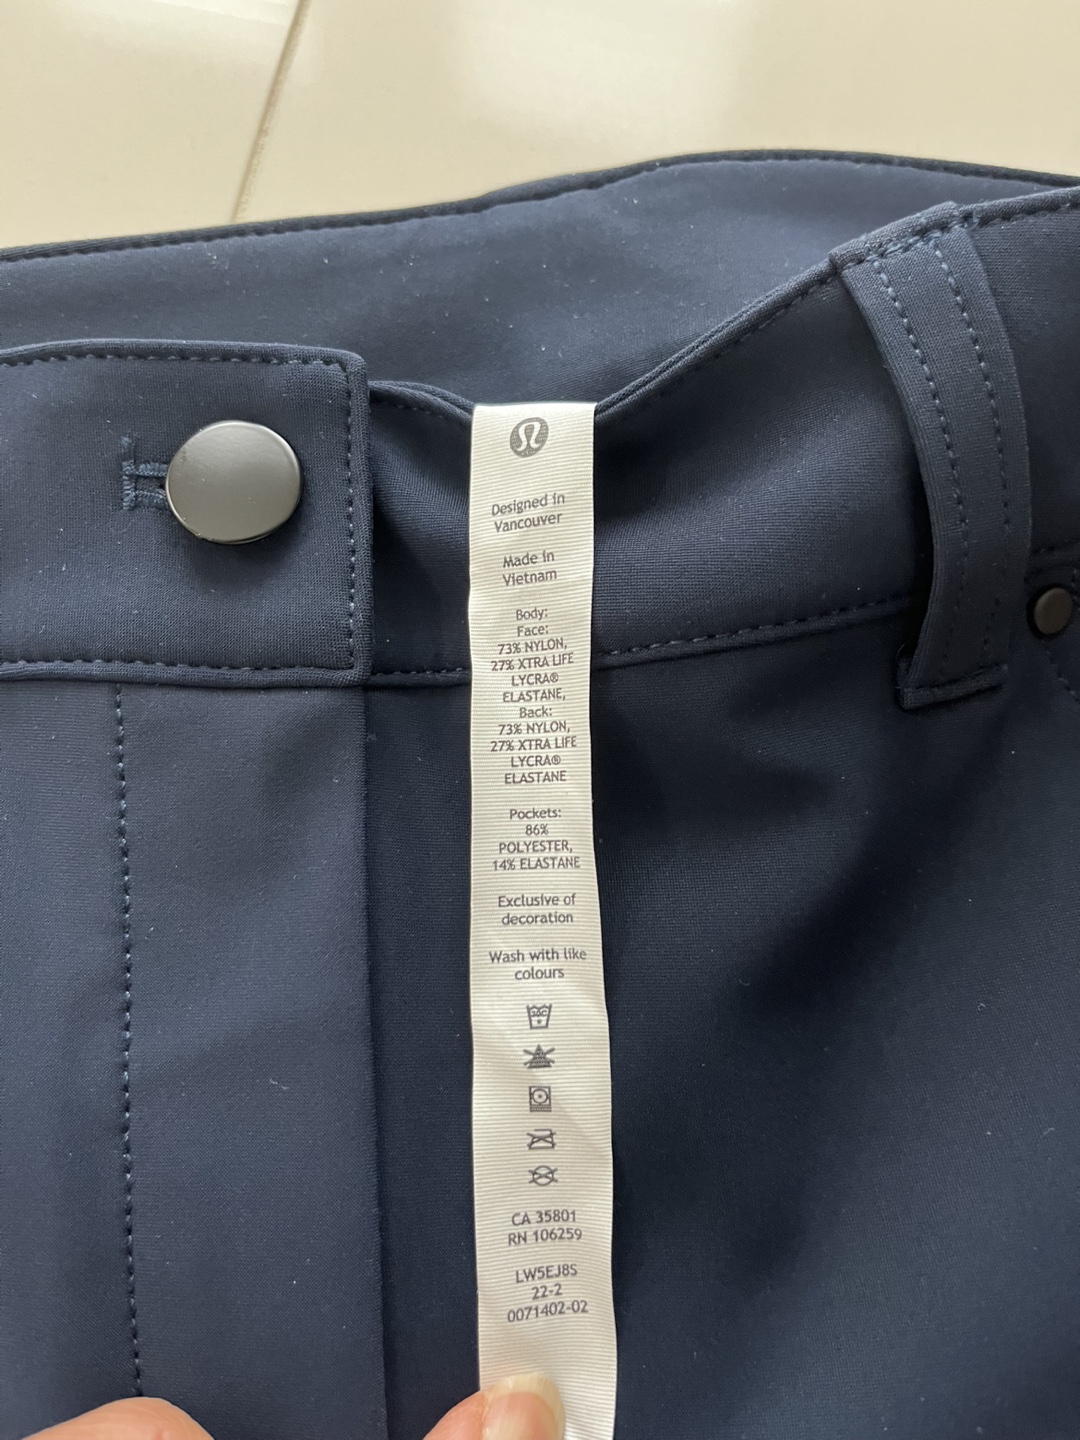 Designed in
Vancouver
Made in
Vietnam
Body:
Face:
73% NYLON,
27% XTRA LIFE
LYCRA®
ELASTANE,
Back:
73% NYLON,
27% XTRA LIFE
LYCRA®
ELASTANE
Pockets:
86%
POLYESTER,
14% ELASTANE
Exclusive of
decoration
Wash with like
colours
30C
CA 35801
RN 106259
LW5EJ8S
22-2
0071402-02